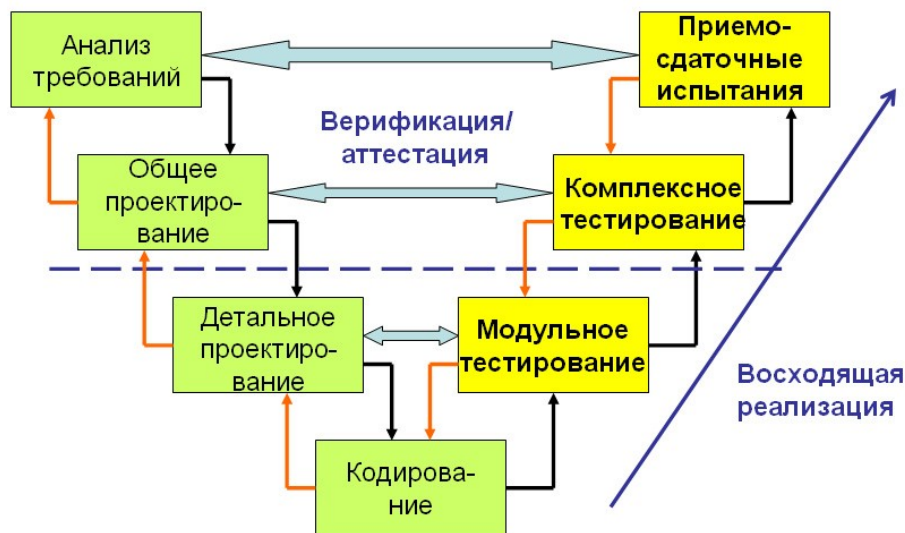 Анализ
требований
Приемо-
сдаточные
испытания
Верификация/
аттестация
Общее
проектиро-
вание
Комплексное
тестирование
Детальное
проектиро-
вание
Модульное
тестирование
Восходящая
реализация
Кодирова-
ние